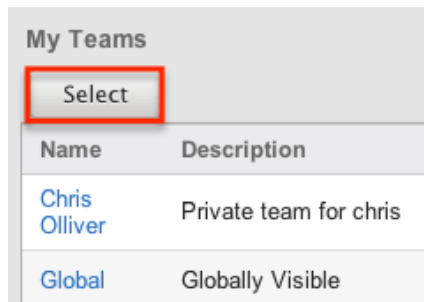 My Teams
Select
Name Description
Chris
Olliver Private team for chris
Global Globally Visible